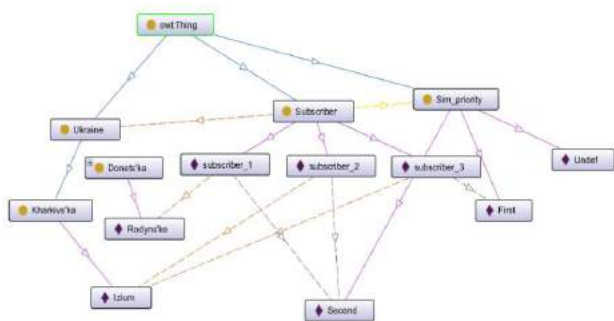 owl:Thing
Sim_priority
Subscriber
Ukraine
Donets'ka
subscriber_1
subscriber_2
subscriber_3
Undef
Kharkivs'ka
Rodyns'ke
First
Izium
Second